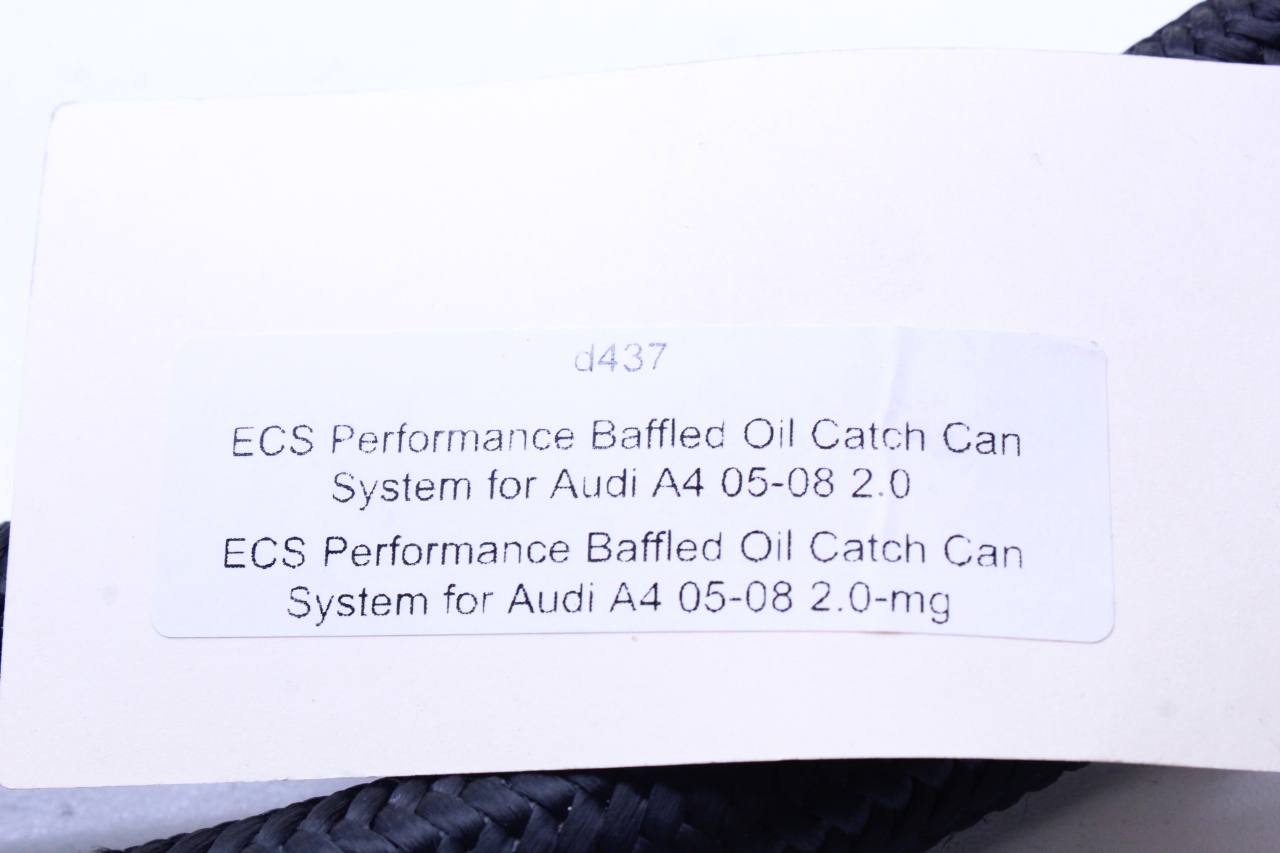 d437
ECS Performance Baffled Oil Catch Can
System for Audi A4 05-08 2.0
ECS Performance Baffled Oil Catch Can
System for Audi A4 05-08 2.0-mg